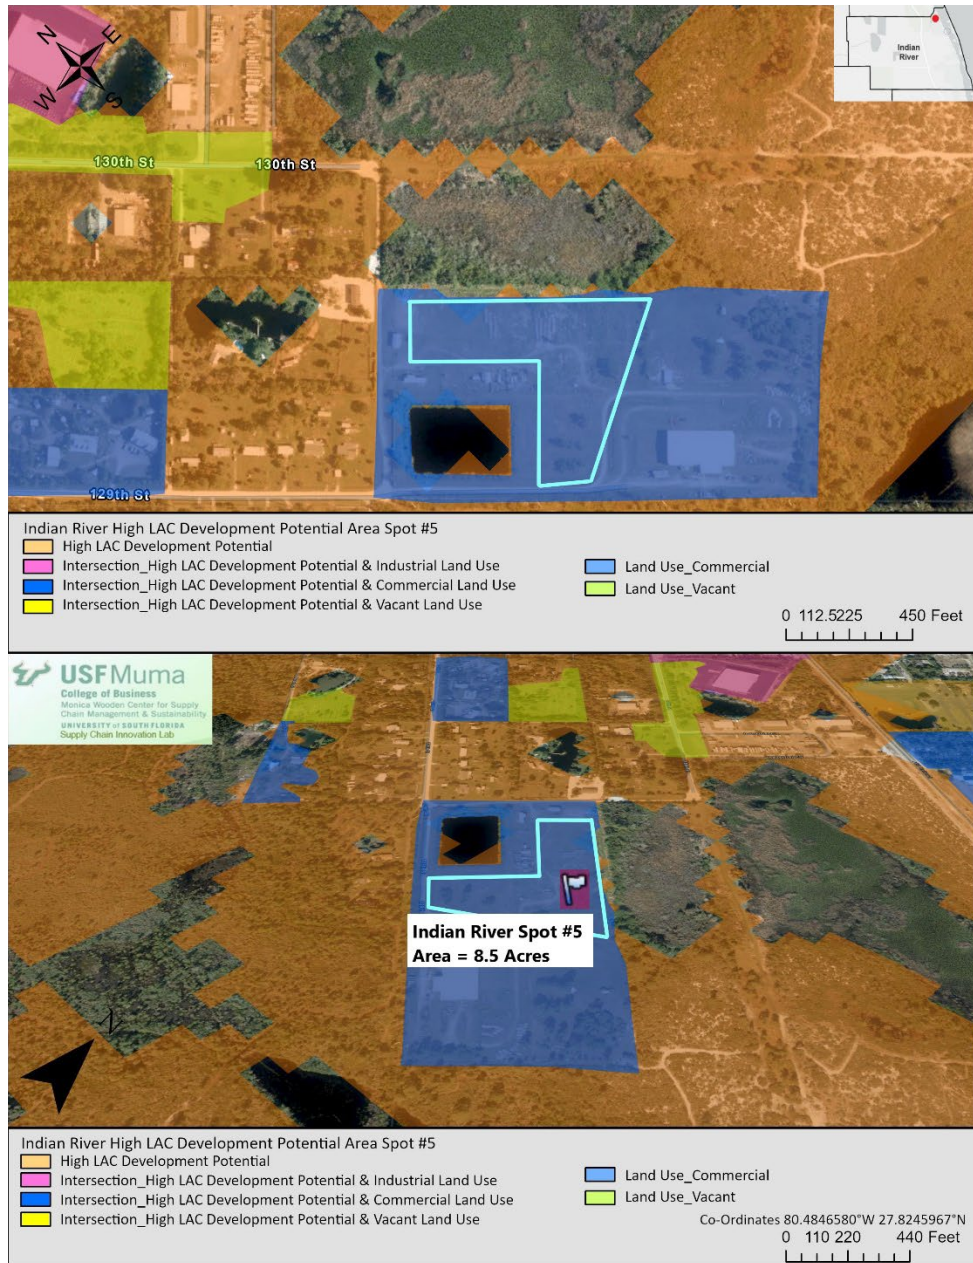 N
E
W
S
Indian
River
130th St
130th St
129th St
Indian River High LAC Development Potential Area Spot #5
High LAC Development Potential
Intersection_High LAC Development Potential & Industrial Land Use
Intersection_High LAC Development Potential & Commercial Land Use
Intersection_High LAC Development Potential & Vacant Land Use
Land Use_Commercial
Land Use_Vacant
0 112.5225 450 Feet
USF Muma
College of Business
Monica Wooden Center for Supply
Chain Management & Sustainability
UNIVERSITY of SOUTH FLORIDA
Supply Chain Innovation Lab
Indian River Spot #5
Area = 8.5 Acres
N
Indian River High LAC Development Potential Area Spot #5
High LAC Development Potential
Intersection_High LAC Development Potential & Industrial Land Use
Intersection_High LAC Development Potential & Commercial Land Use
Intersection_High LAC Development Potential & Vacant Land Use
Land Use_Commercial
Land Use_Vacant
Co-Ordinates 80.4846580"W 27.8245967"N
0 110 220 440 Feet